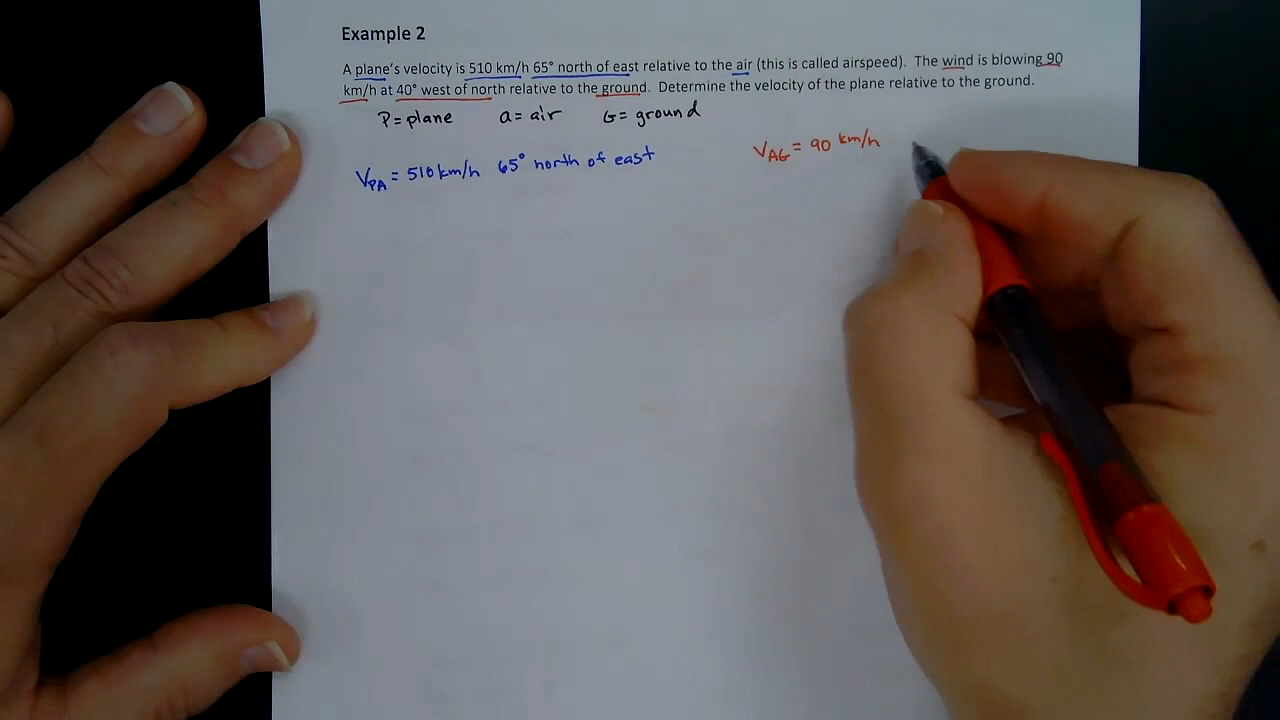 Example 2
A plane's velocity is 510 km/h 65° north of east relative to the air (this is called airspeed). The wind is blowing 90
km/h at 40° west of north relative to the ground. Determine the velocity of the plane relative to the ground.
P = plane a = air G = ground
V_PA = 510 km/h 65° north of east V_AG = 90 km/h